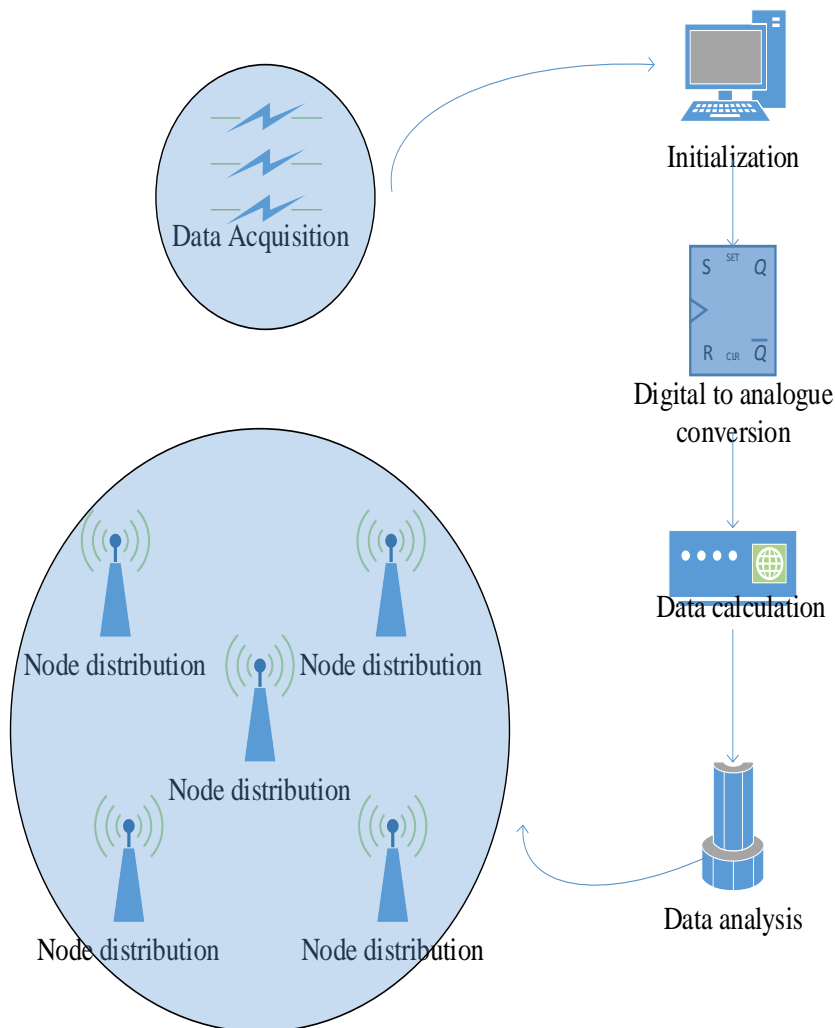 Data Acquisition
Initialization
S SET Q
R CLR Q̅
Digital to analogue
conversion
Data calculation
Data analysis
Node distribution
Node distribution
Node distribution
Node distribution
Node distribution